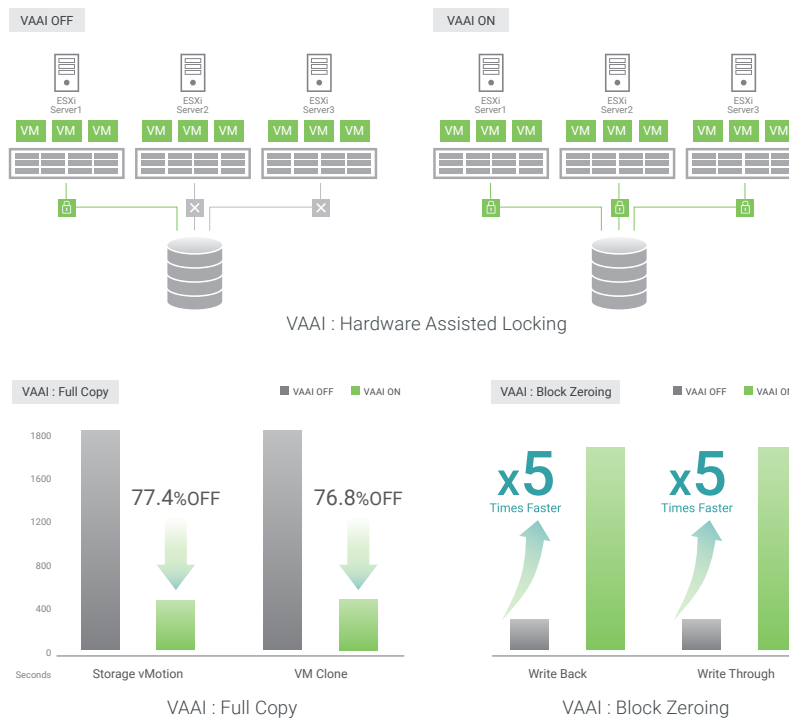 VAAI OFF
VAAI ON
ESXi
Server1
ESXi
Server2
ESXi
Server3
ESXi
Server1
ESXi
Server2
ESXi
Server3
VM VM VM
VM VM VM
VM VM VM
VM VM VM
VM VM VM
VM VM VM
VAAI : Hardware Assisted Locking
VAAI : Full Copy
VAAI OFF
VAAI ON
1800
1600
1200
800
400
0
Seconds
77.4%OFF
76.8%OFF
Storage vMotion
VM Clone
VAAI : Full Copy
VAAI : Block Zeroing
VAAI OFF
VAAI ON
x5
Times Faster
x5
Times Faster
Write Back
Write Through
VAAI : Block Zeroing